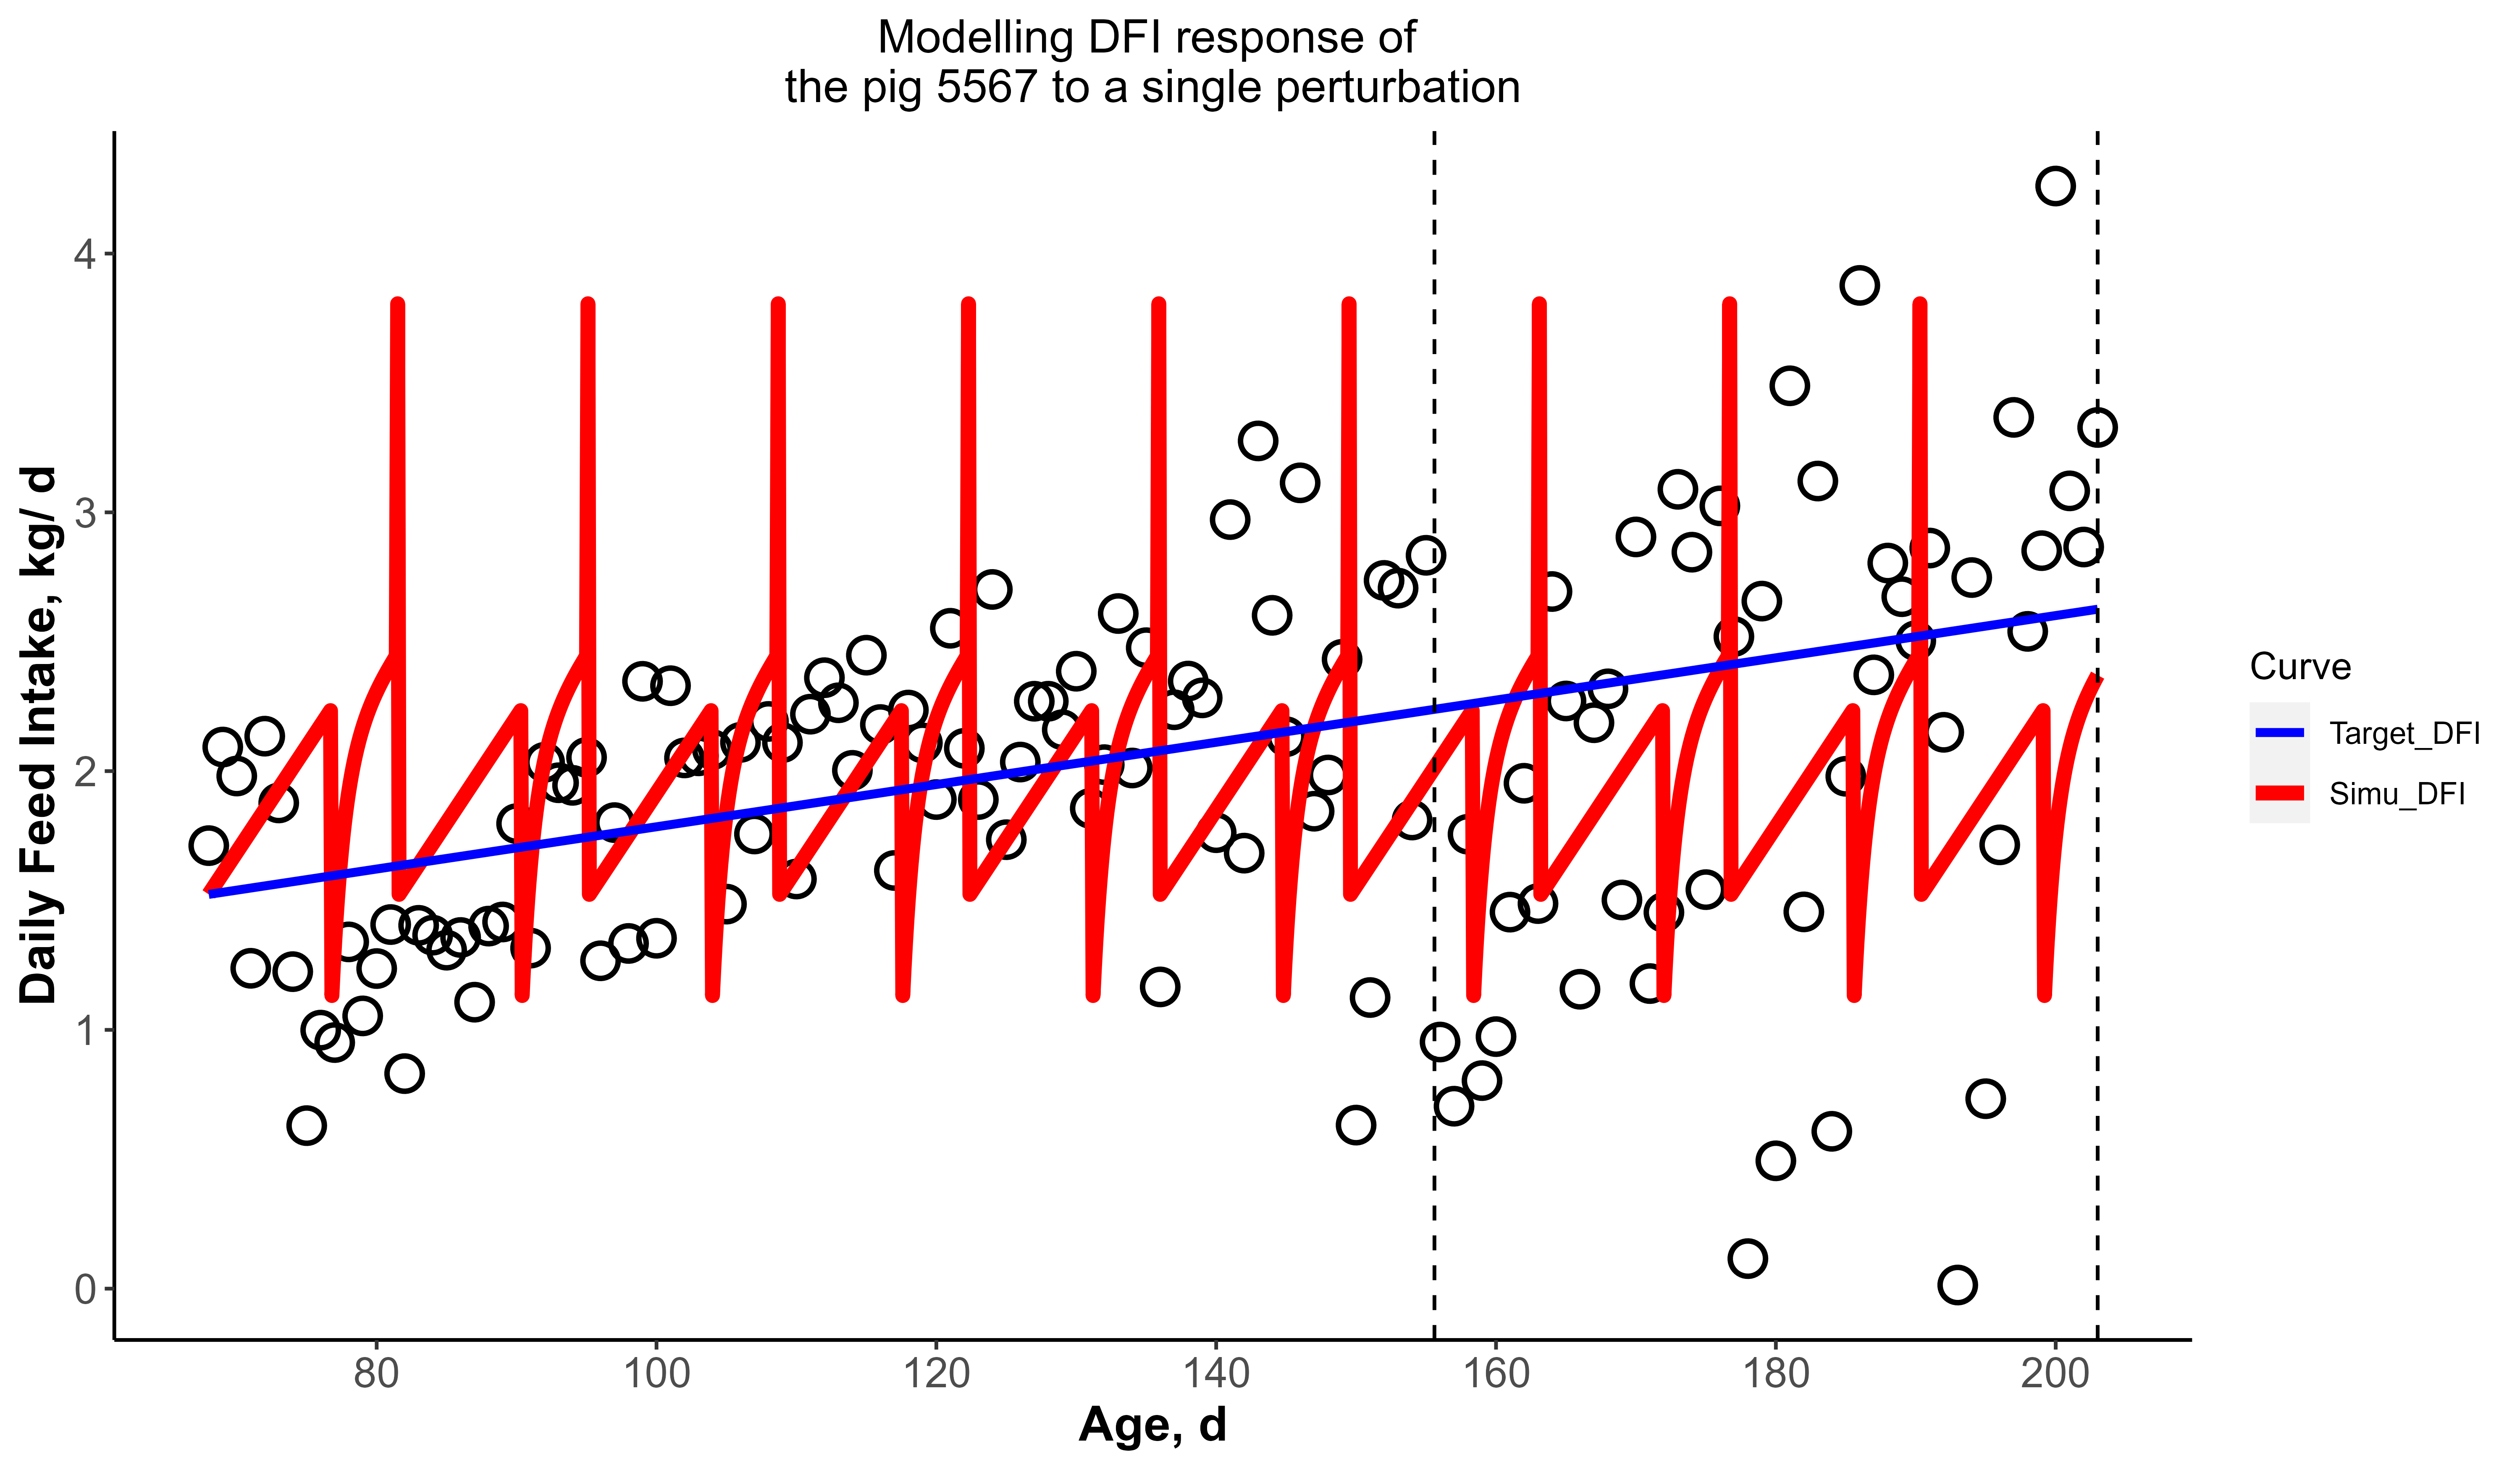 Modelling DFI response of
the pig 5567 to a single perturbation
Daily Feed Intake, kg/ d
4
3
2
1
0
80 100 120 140 160 180 200
Age, d
Curve
Target_DFI
Simu_DFI